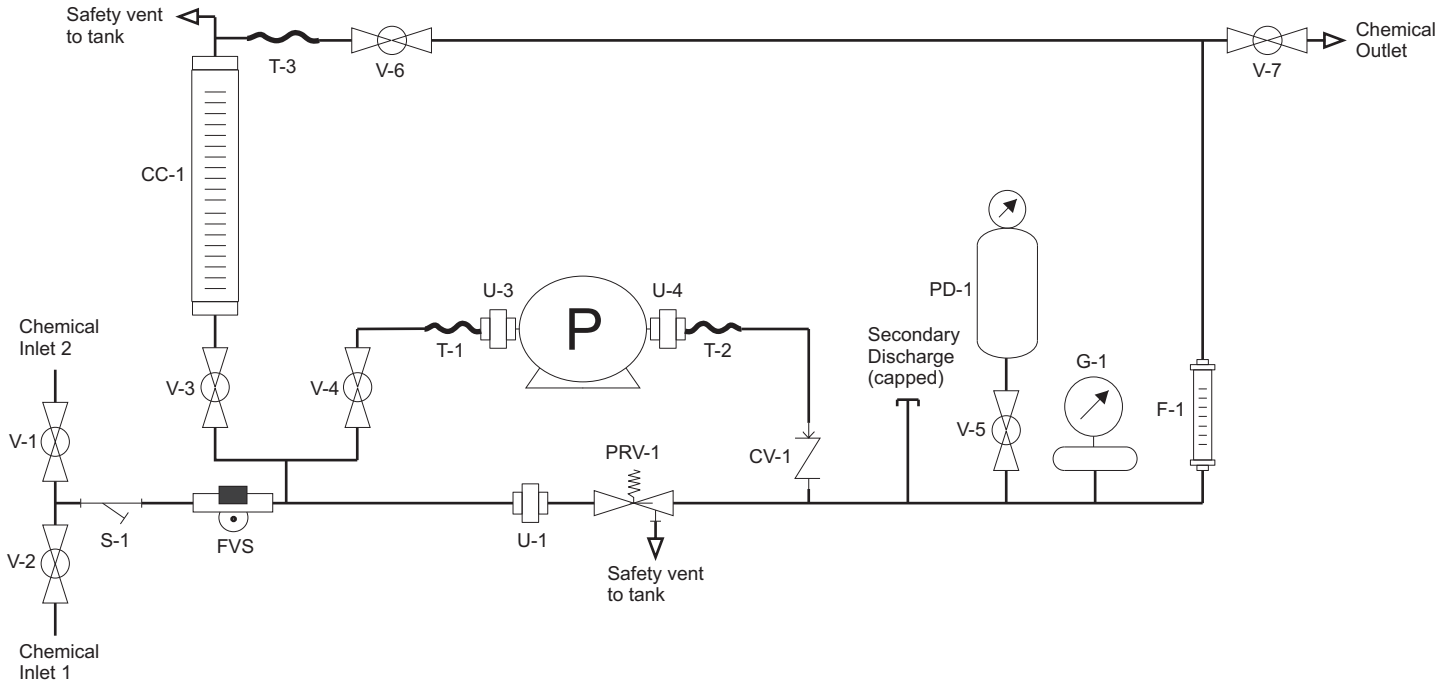 Safety vent
to tank
T-3
V-6
V-7
Chemical
Outlet
CC-1
Chemical
Inlet 2
V-3
V-4
T-1
U-3
P
U-4
T-2
Secondary
Discharge
(capped)
PD-1
G-1
F-1
V-1
V-5
PRV-1
CV-1
S-1
FVS
U-1
V-2
Safety vent
to tank
Chemical
Inlet 1